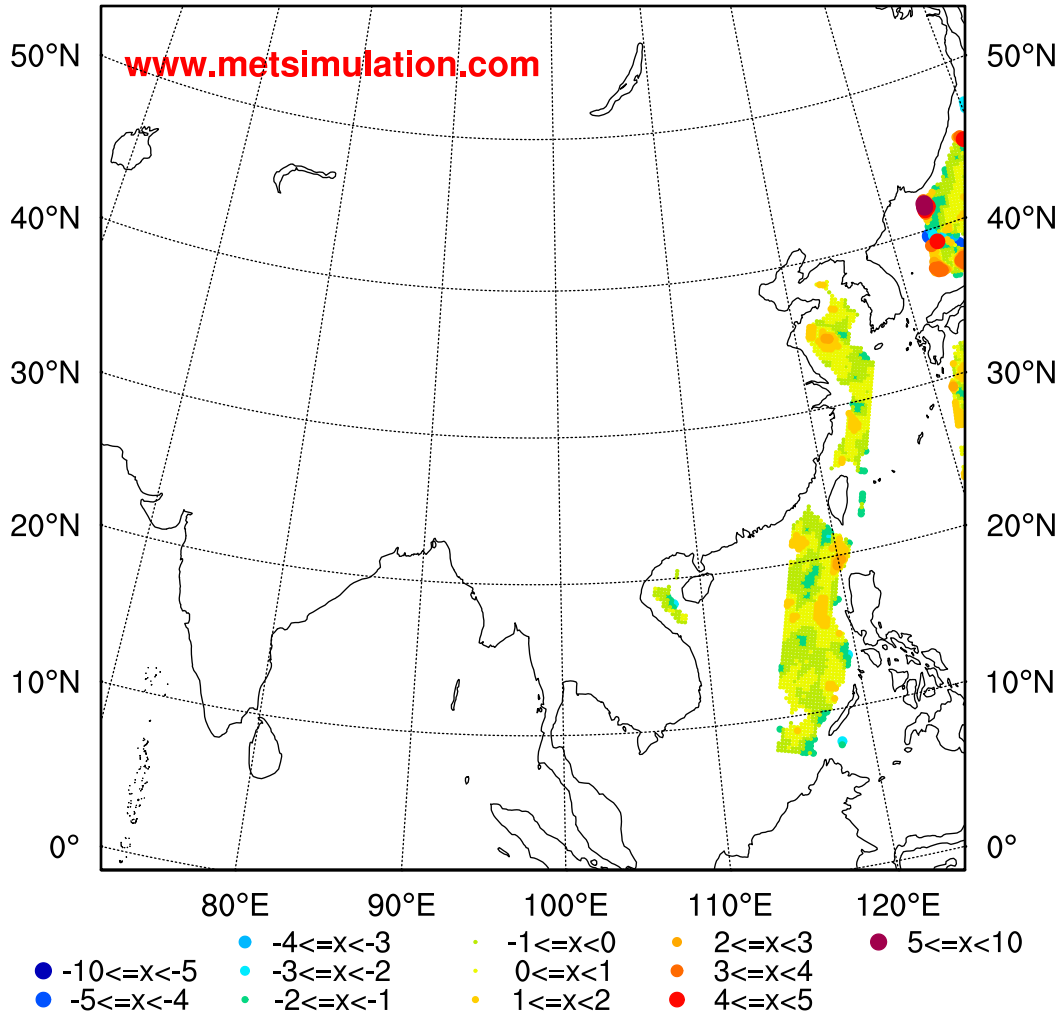 www.metsimulation.com
50°N 50°N
40°N 40°N
30°N 30°N
20°N 20°N
10°N 10°N
0° 0°
80°E 90°E 100°E 110°E 120°E
-4<=x<-3 -1<=x<0 2<=x<3 5<=x<10
-10<=x<-5 -3<=x<-2 0<=x<1 3<=x<4
-5<=x<-4 -2<=x<-1 1<=x<2 4<=x<5